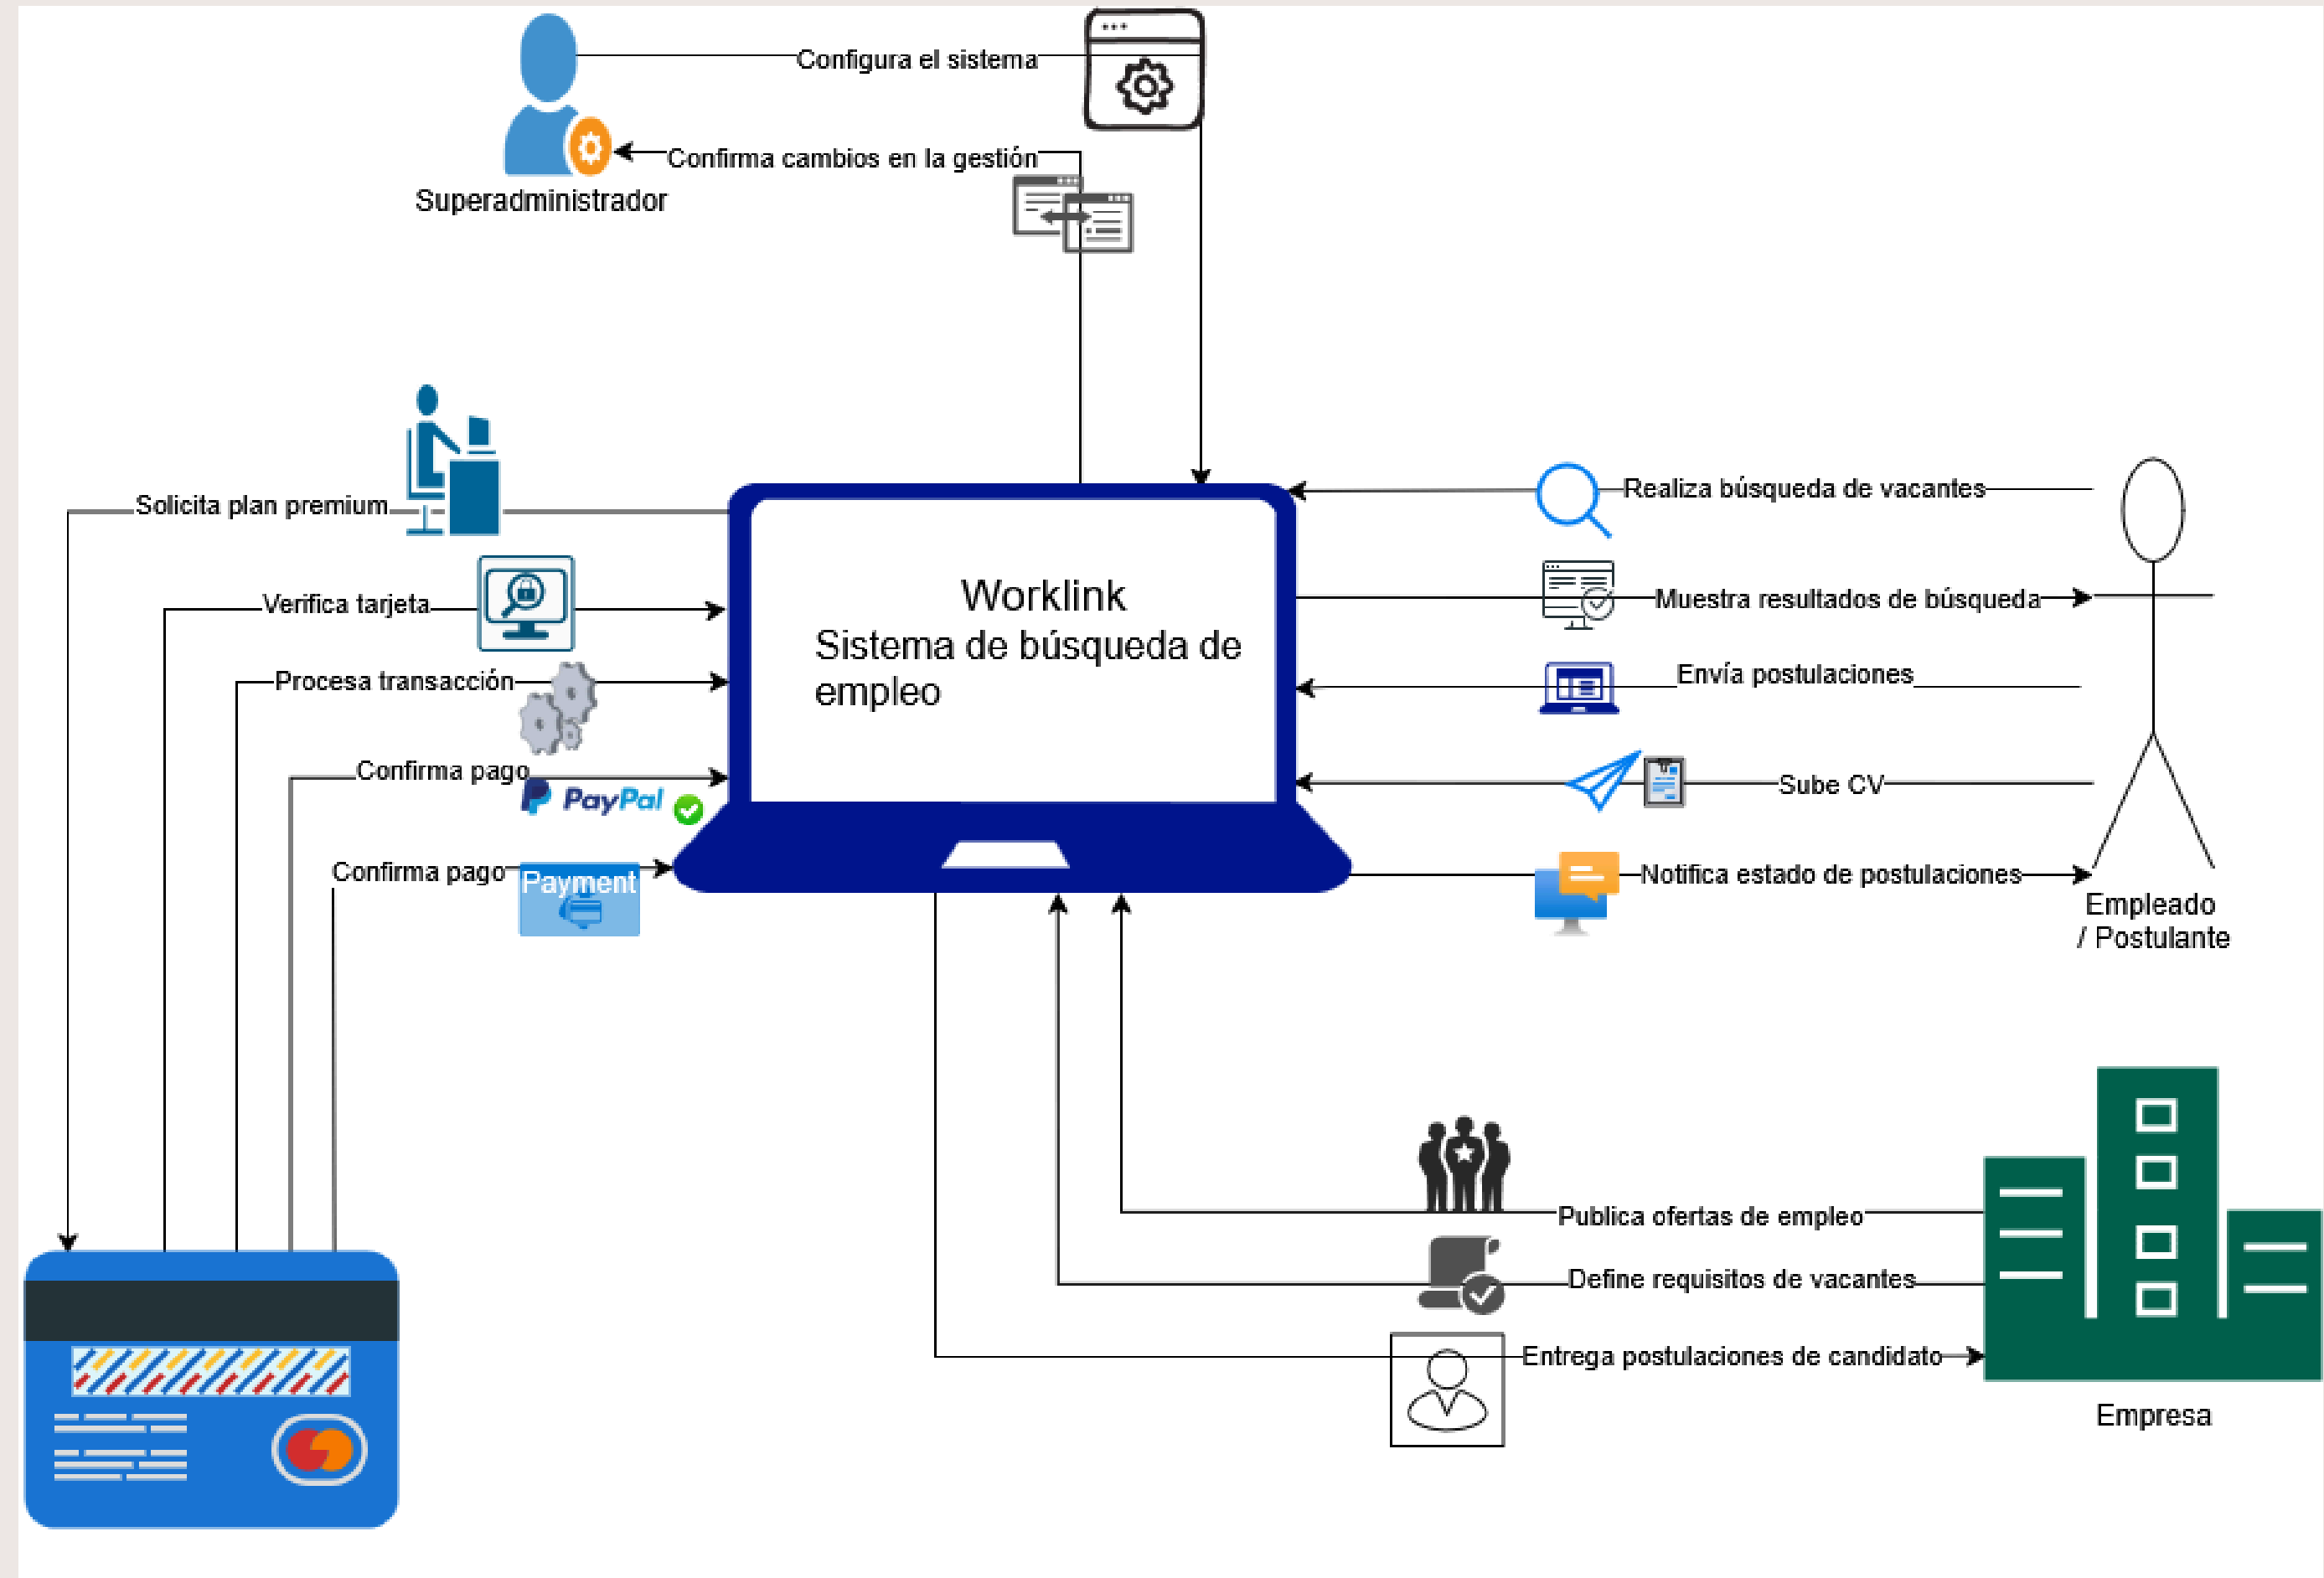 Configura el sistema
Confirma cambios en la gestión
Superadministrador
Solicita plan premium
Verifica tarjeta
Procesa transacción
Confirma pago
PayPal
Confirma pago
Payment
Worklink
Sistema de búsqueda de
empleo
Realiza búsqueda de vacantes
Muestra resultados de búsqueda
Envía postulaciones
Sube CV
Notifica estado de postulaciones
Empleado
/ Postulante
Publica ofertas de empleo
Define requisitos de vacantes
Entrega postulaciones de candidato
Empresa